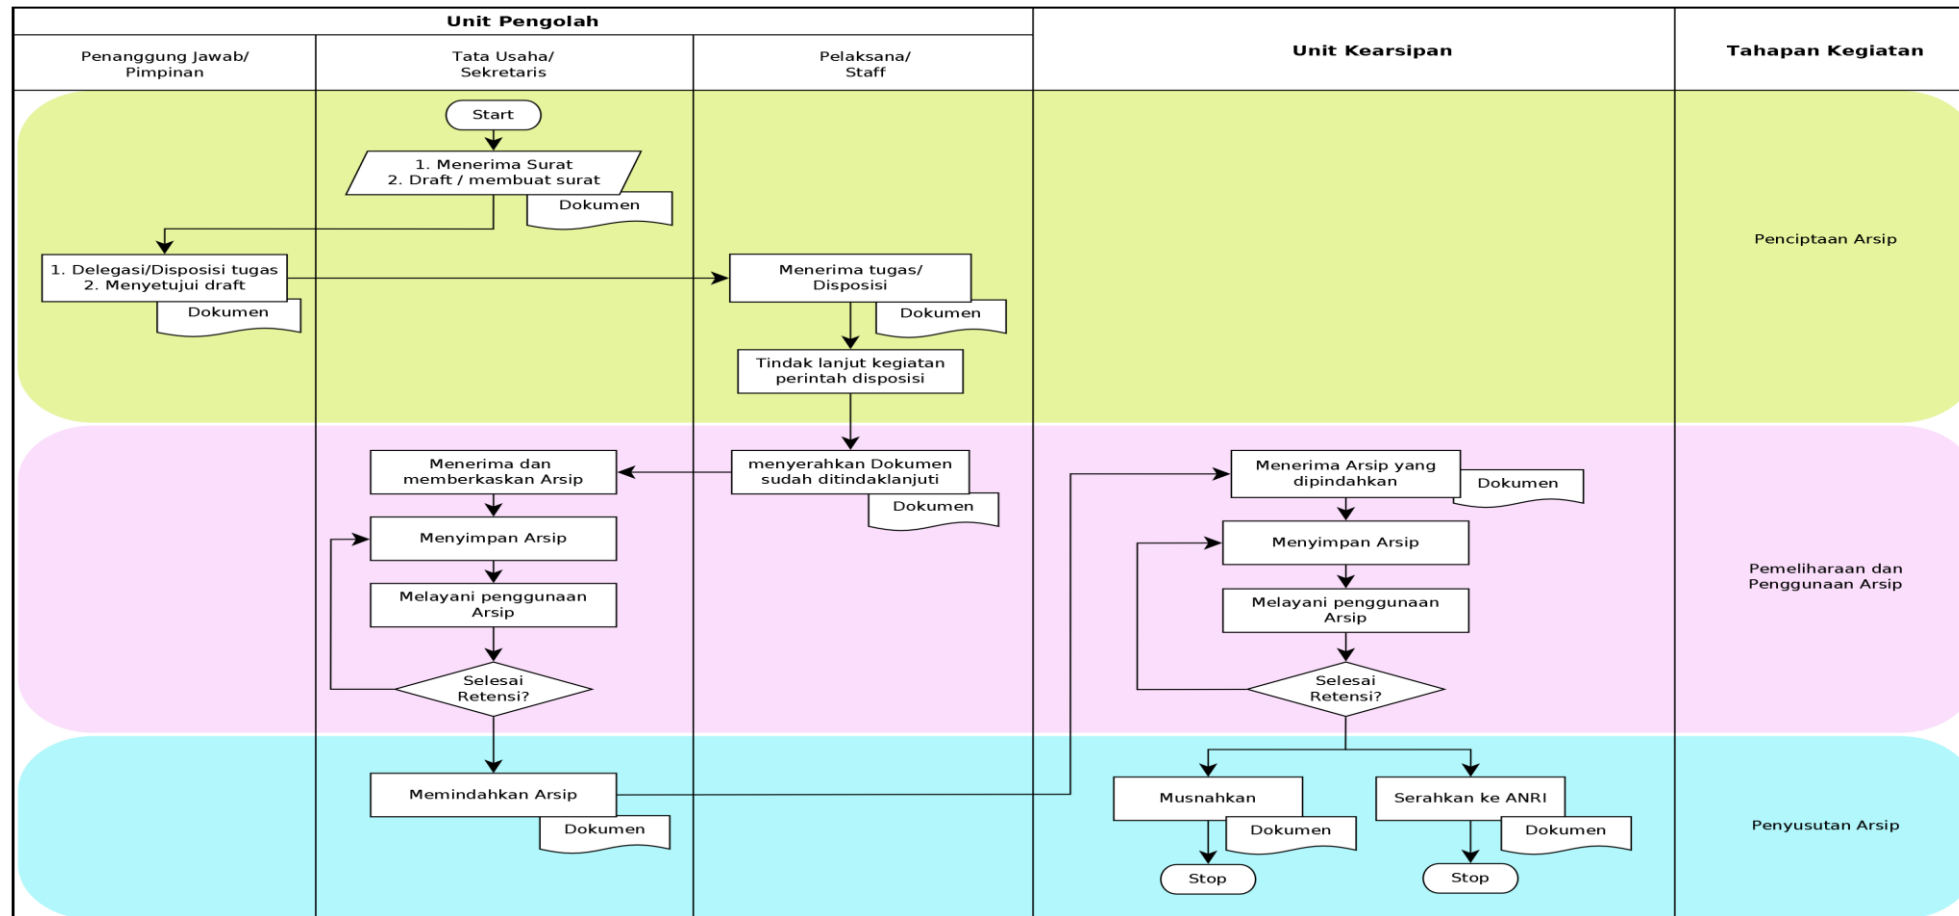 Unit Pengolah
Unit Kearsipan
Tahapan Kegiatan
Penanggung Jawab/
Pimpinan
Tata Usaha/
Sekretaris
Pelaksana/
Staff
Start
1. Menerima Surat
2. Draft / membuat surat
Dokumen
Penciptaan Arsip
1. Delegasi/Disposisi tugas
2. Menyetujui draft
Dokumen
Menerima tugas/
Disposisi
Dokumen
Tindak lanjut kegiatan
perintah disposisi
menyerahkan Dokumen
sudah ditindaklanjuti
Dokumen
Menerima dan
memberkaskan Arsip
Menyimpan Arsip
Melayani penggunaan
Arsip
Selesai
Retensi?
Menerima Arsip yang
dipindahkan
Dokumen
Menyimpan Arsip
Melayani penggunaan
Arsip
Selesai
Retensi?
Pemeliharaan dan
Penggunaan Arsip
Memindahkan Arsip
Dokumen
Musnahkan
Dokumen
Stop
Serahkan ke ANRI
Dokumen
Stop
Penyusutan Arsip